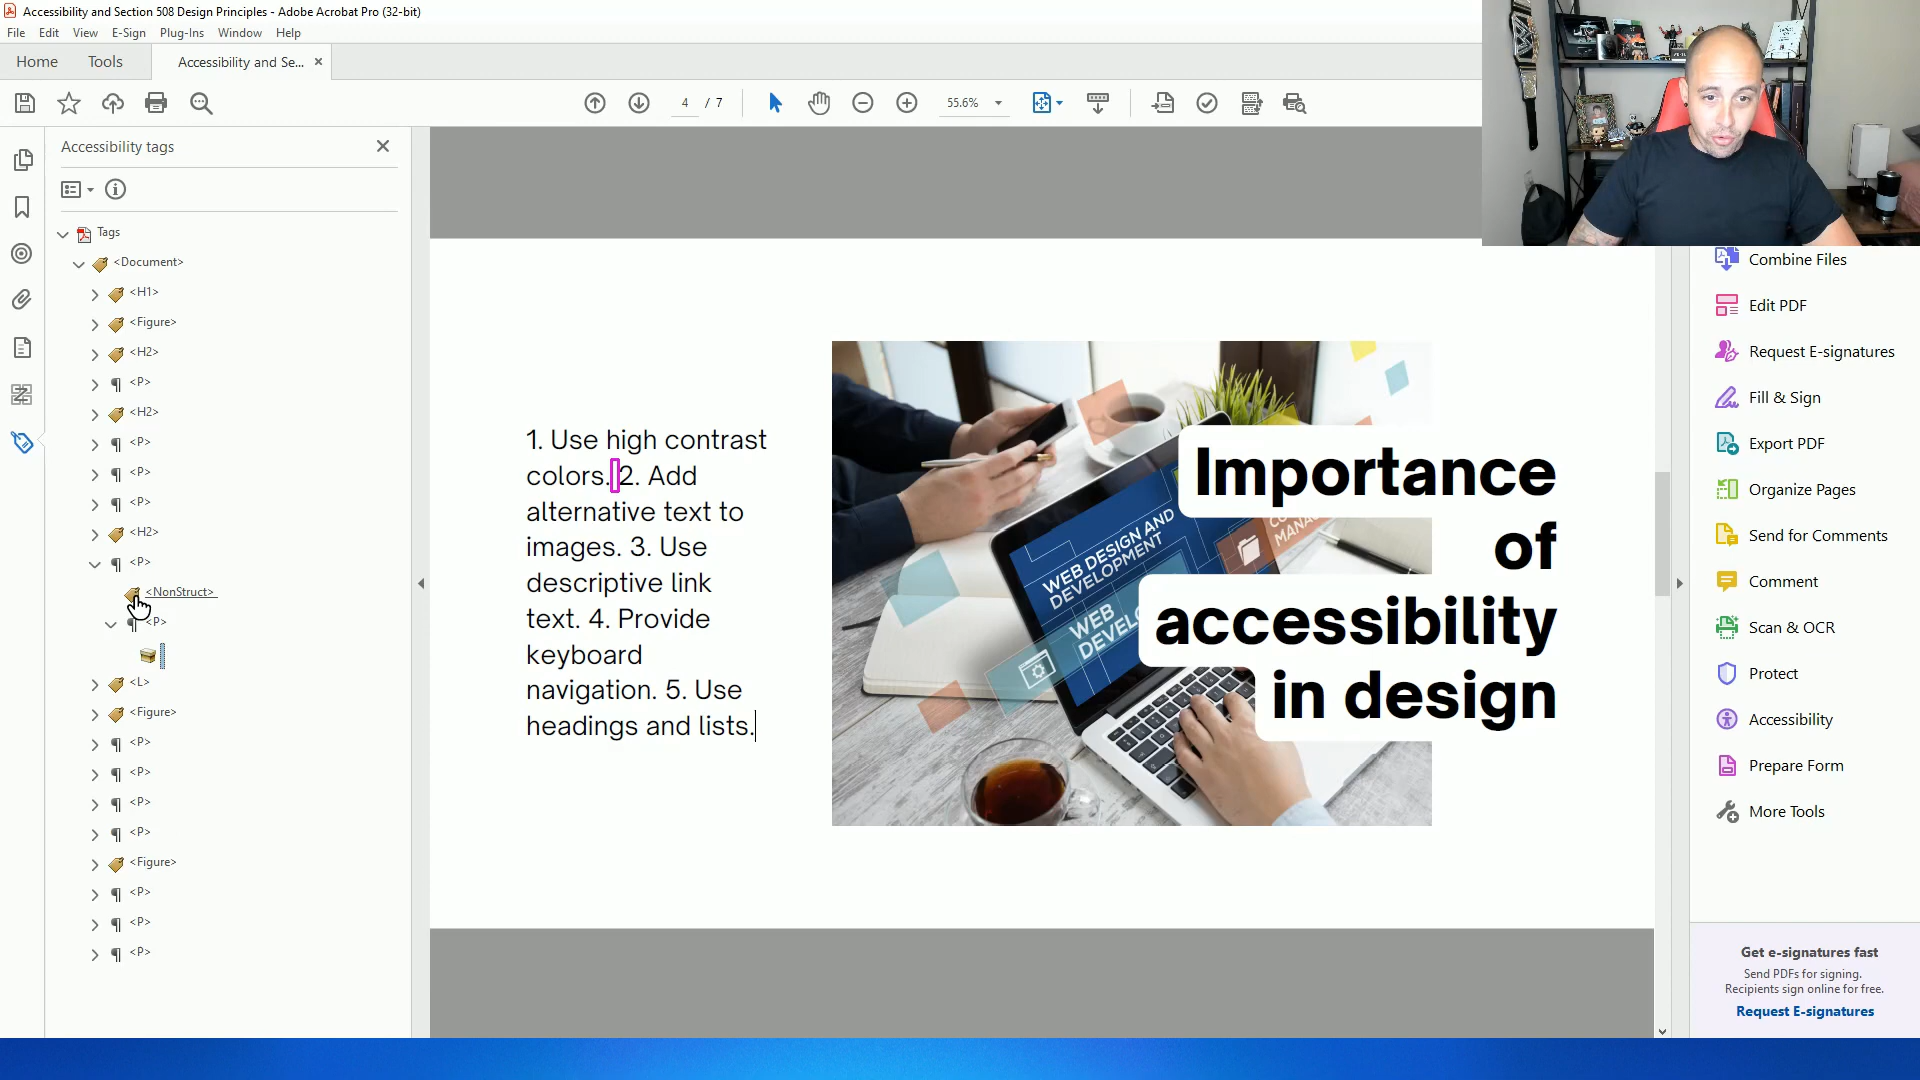 Accessibility and Section 508 Design Principles - Adobe Acrobat Pro (32-bit)
File Edit View E-Sign Plug-Ins Window Help
Home Tools Accessibility and Se... ×
4 / 7 55.6%
Accessibility tags
Tags
<Document>
<H1>
<Figure>
<H2>
<P>
<H2>
<P>
<P>
<P>
<H2>
<P>
<NonStruct>
<P>
<L>
<Figure>
<P>
<P>
<P>
<P>
<Figure>
<P>
<P>
<P>
1. Use high contrast
colors. 2. Add
alternative text to
images. 3. Use
descriptive link
text. 4. Provide
keyboard
navigation. 5. Use
headings and lists.
WEB DESIGN AND
DEVELOPMENT
WEB
DEVEL
Importance
of
accessibility
in design
Combine Files
Edit PDF
Request E-signatures
Fill & Sign
Export PDF
Organize Pages
Send for Comments
Comment
Scan & OCR
Protect
Accessibility
Prepare Form
More Tools
Get e-signatures fast
Send PDFs for signing.
Recipients sign online for free.
Request E-signatures